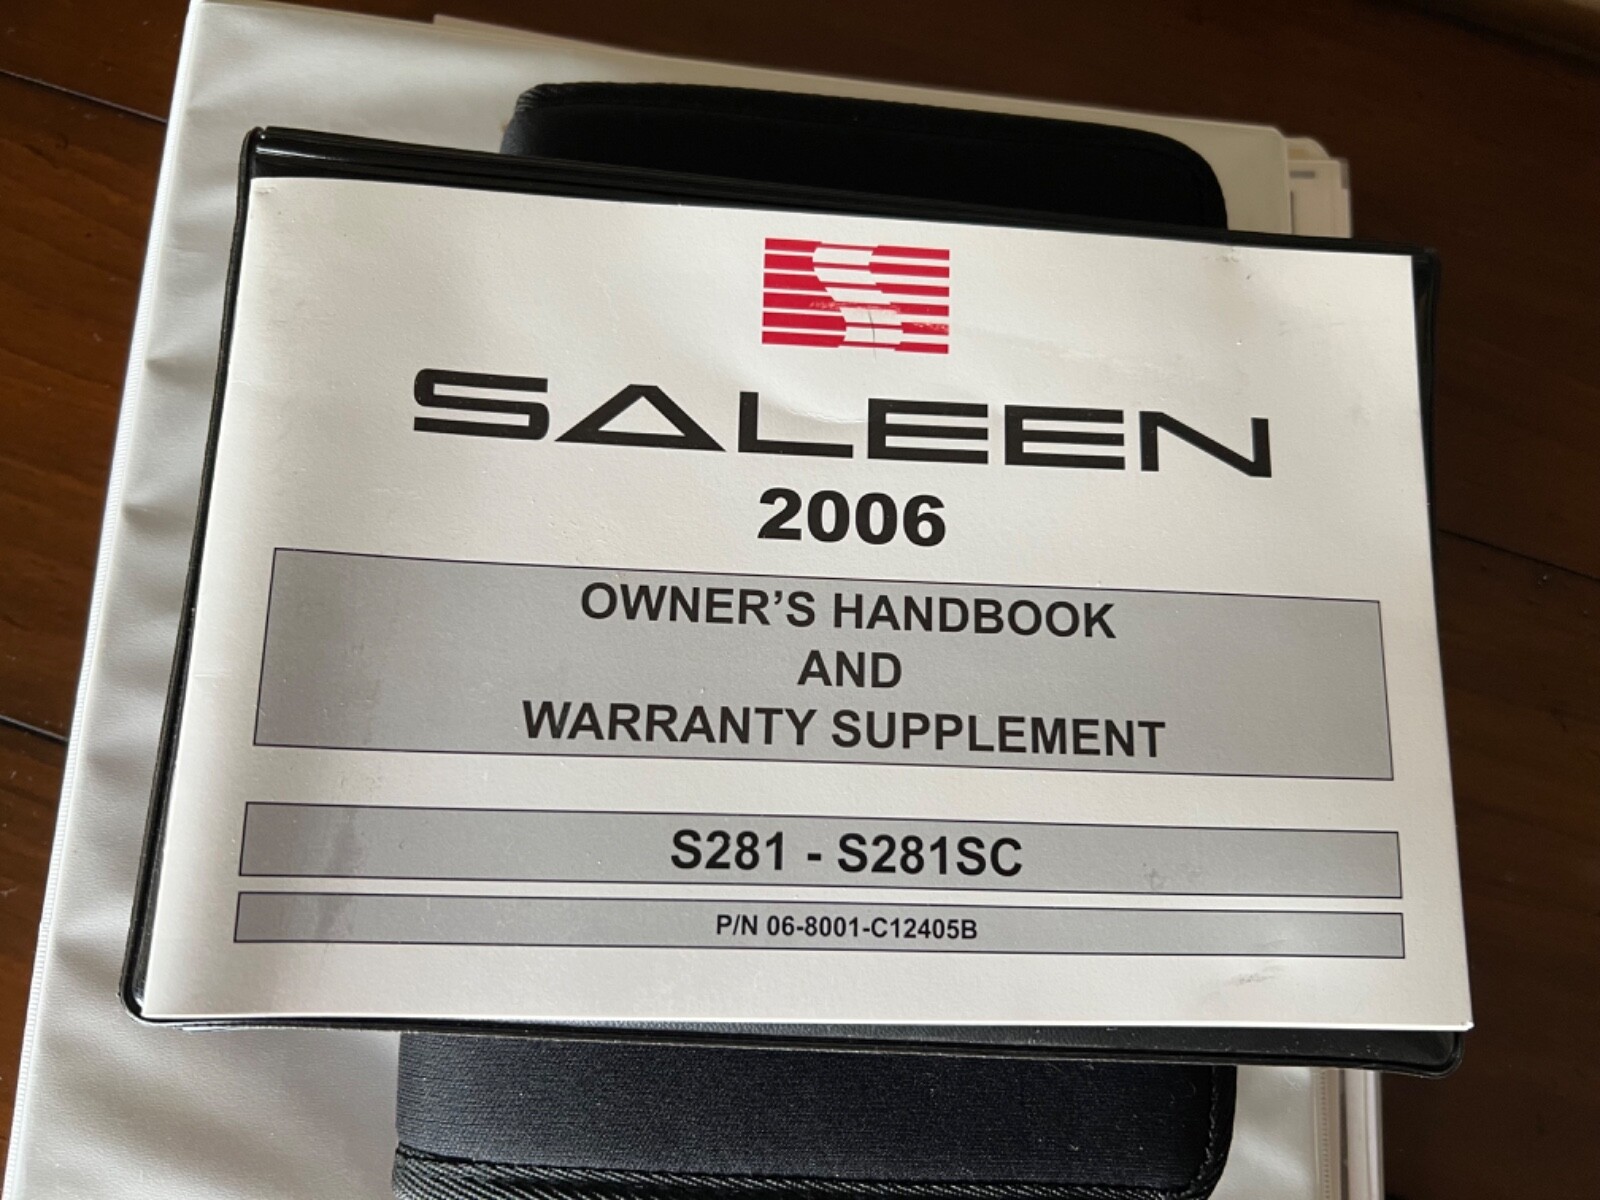 SALEEN
2006
OWNER'S HANDBOOK
AND
WARRANTY SUPPLEMENT
S281 - S281SC
P/N 06-8001-C12405B